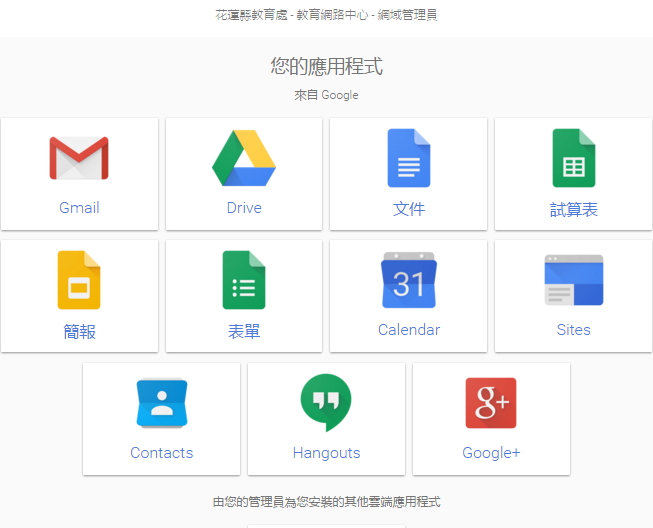 花蓮縣教育處 - 教育網路中心 - 網域管理員
您的應用程式
來自 Google
Gmail
Drive
文件
試算表
簡報
表單
31
Calendar
Sites
Contacts
Hangouts
g+
Google+
由您的管理員為您安裝的其他雲端應用程式